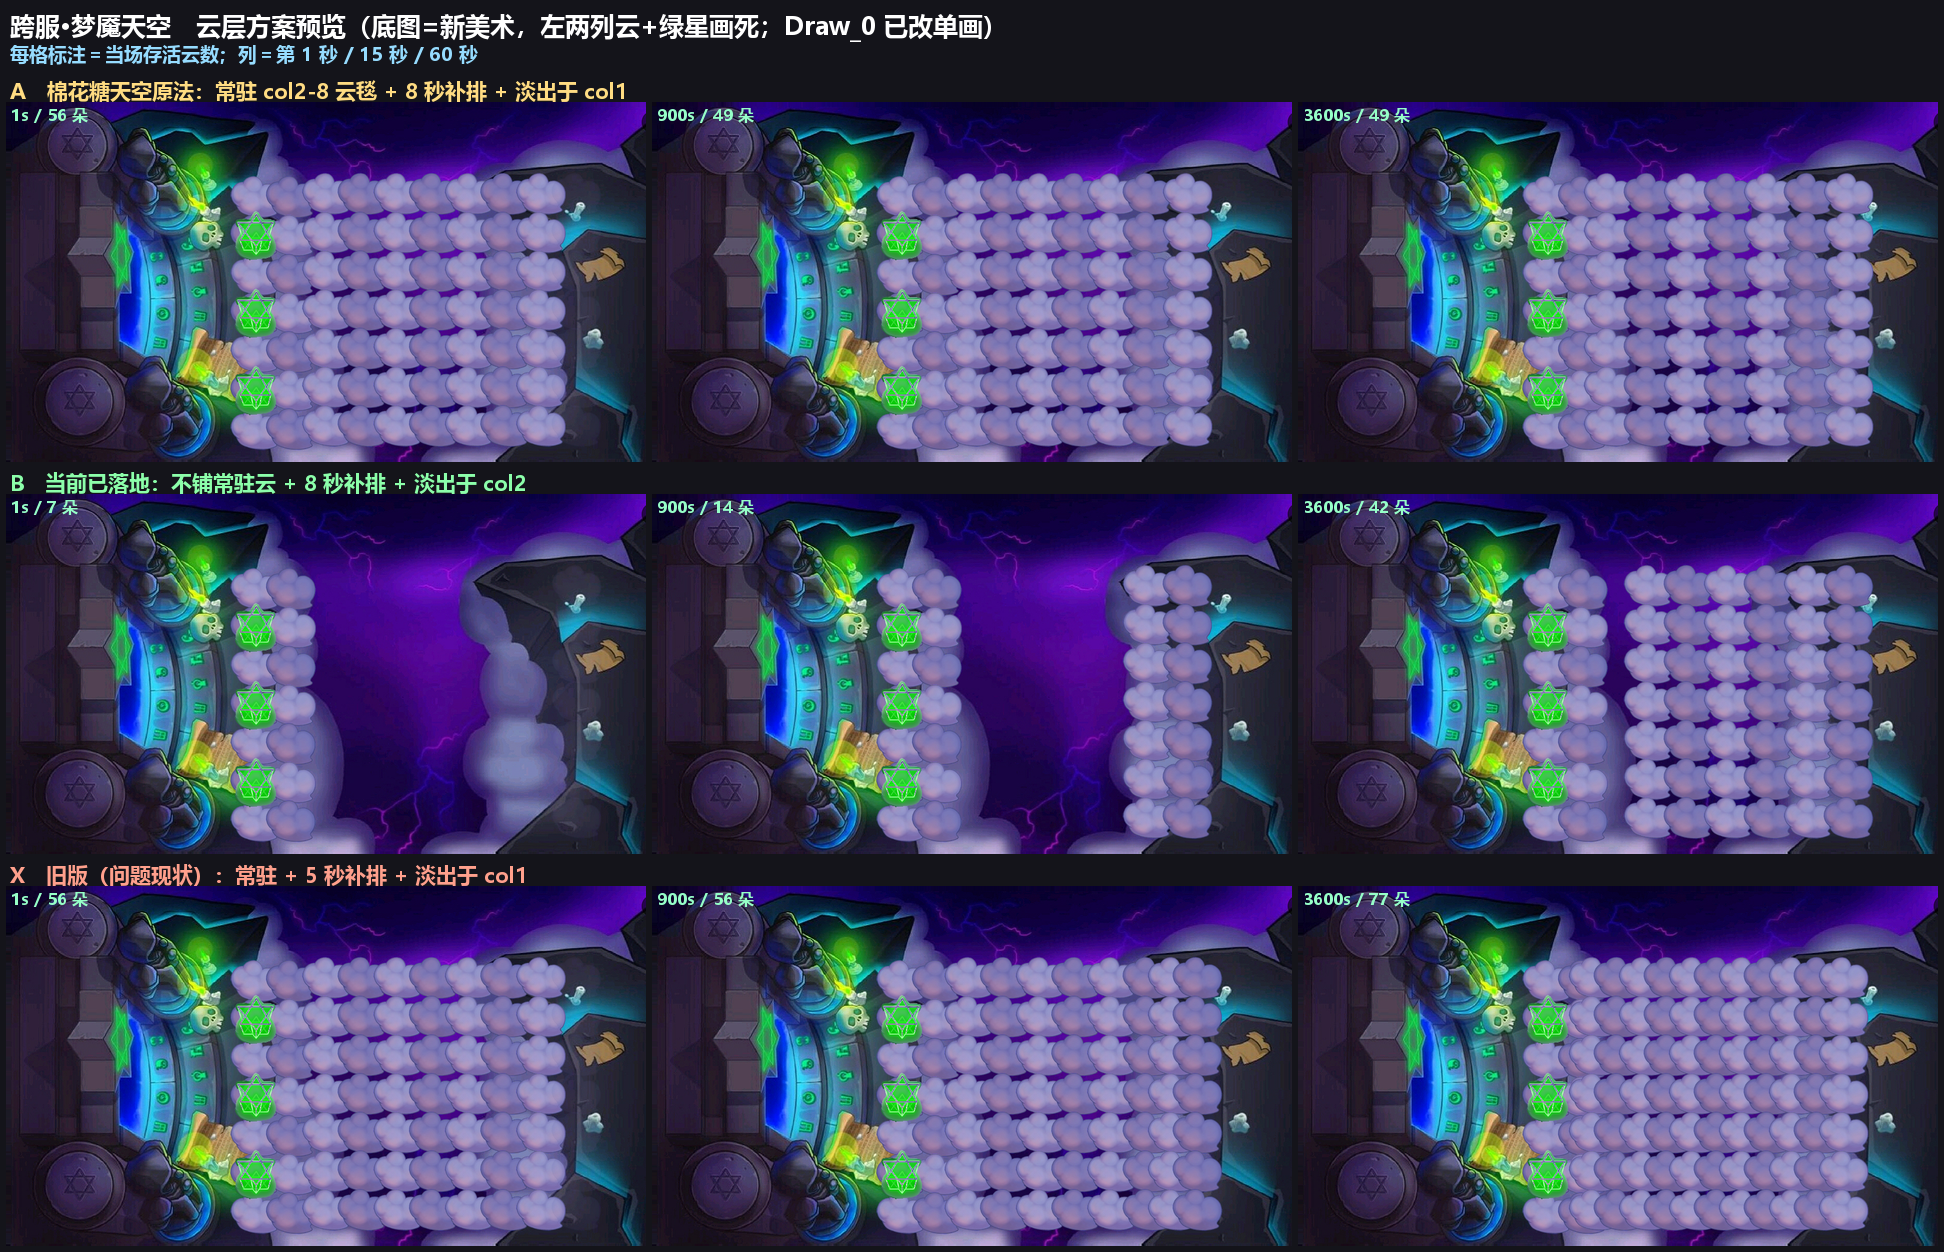 跨服•梦魇天空　云层方案预览（底图=新美术，左两列云+绿星画死；Draw_0 已改单画）
每格标注 = 当场存活云数；列 = 第 1 秒 / 15 秒 / 60 秒
A　棉花糖天空原法：常驻 col2-8 云毯 + 8 秒补排 + 淡出于 col1
1s / 56 朵
900s / 49 朵
3600s / 49 朵
B　当前已落地：不铺常驻云 + 8 秒补排 + 淡出于 col2
1s / 7 朵
900s / 14 朵
3600s / 42 朵
X　旧版（问题现状）：常驻 + 5 秒补排 + 淡出于 col1
1s / 56 朵
900s / 56 朵
3600s / 77 朵